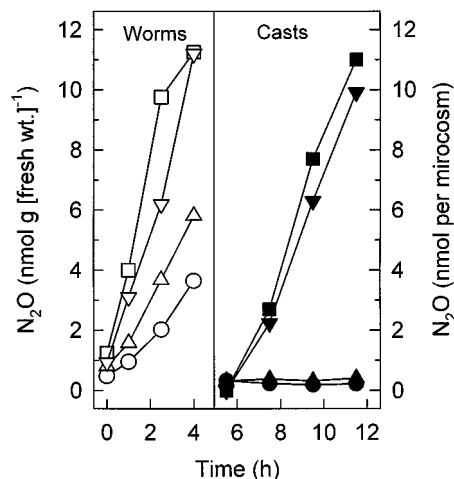 Worms
Casts
N₂O (nmol g [fresh wt.]⁻¹)
12
10
8
6
4
2
0
12
10
8
6
4
2
0
N₂O (nmol per mirocosm)
0 2 4 6 8 10 12
Time (h)